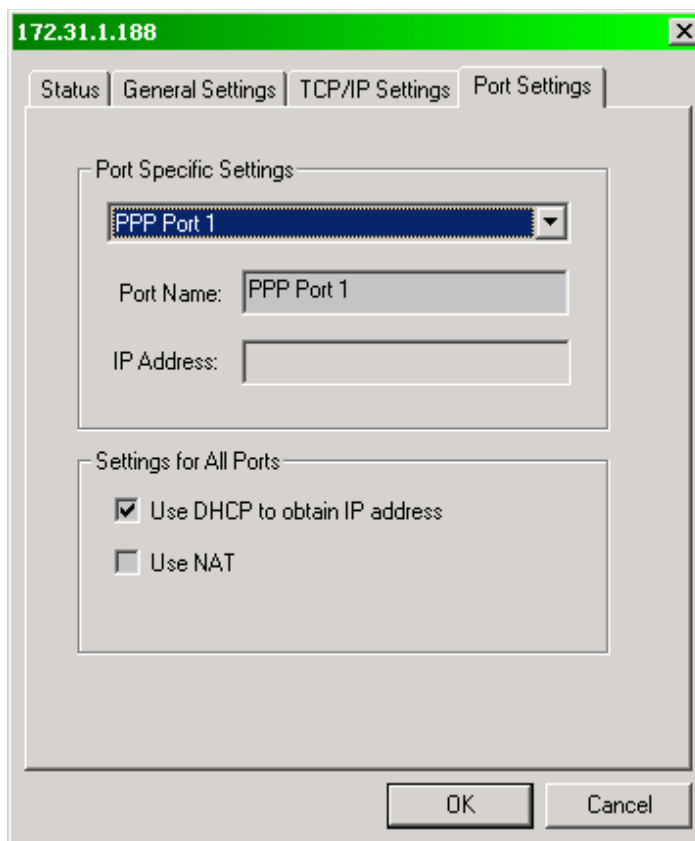 172.31.1.188
Status General Settings TCP/IP Settings Port Settings
Port Specific Settings
PPP Port 1
Port Name: PPP Port 1
IP Address:
Settings for All Ports
Use DHCP to obtain IP address
Use NAT
OK Cancel